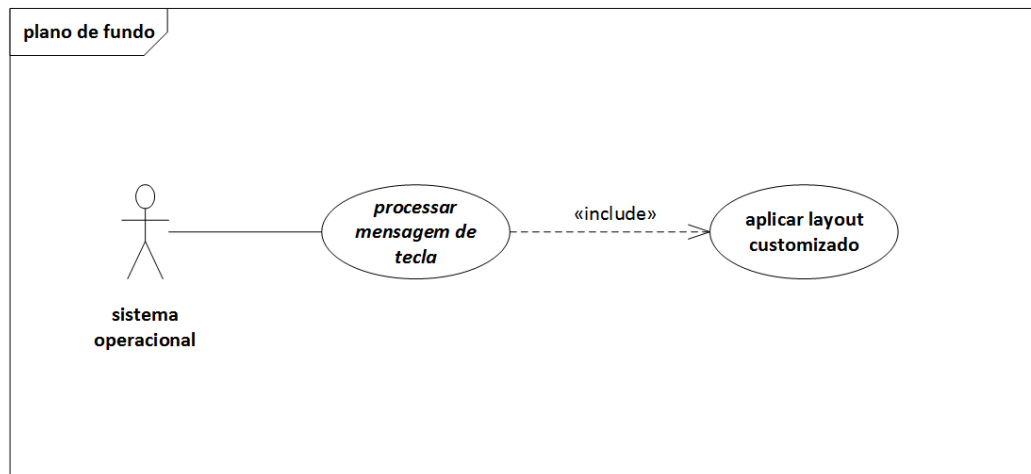 plano de fundo
processar
mensagem de
tecla
«include»
aplicar layout
customizado
sistema
operacional